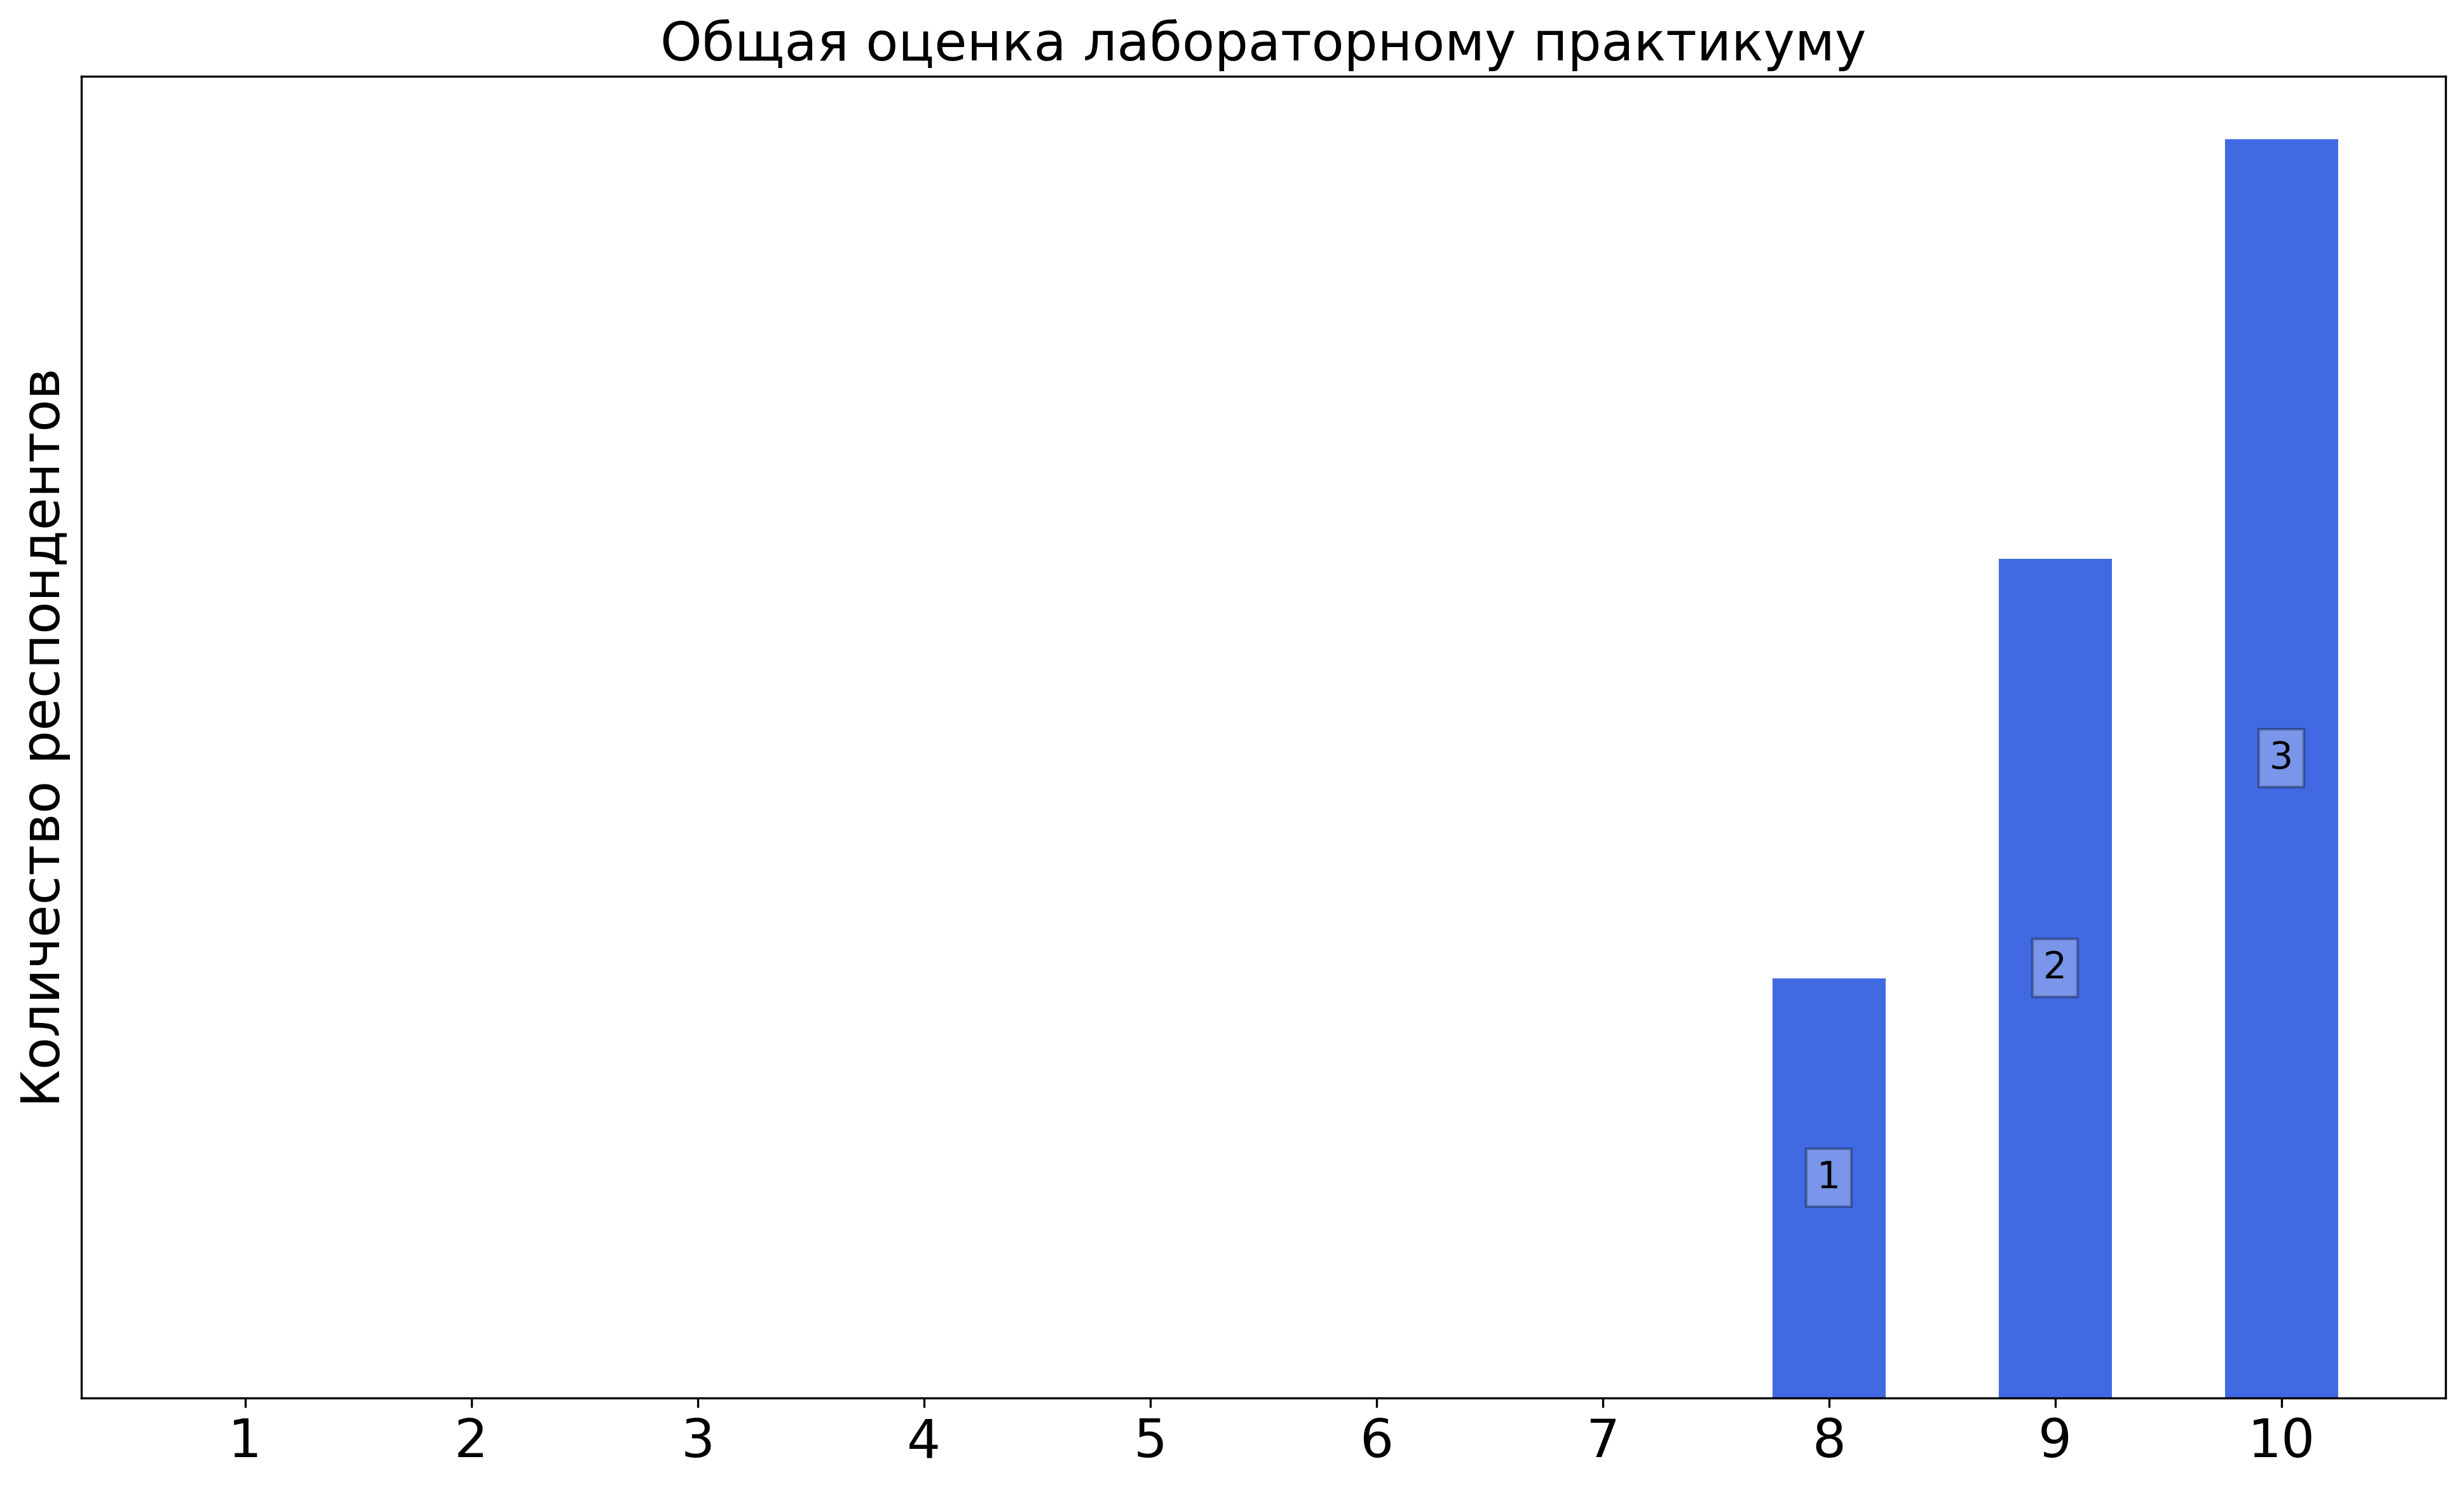 Общая оценка лабораторному практикуму
Количество респондентов
3
2
1
1 2 3 4 5 6 7 8 9 10